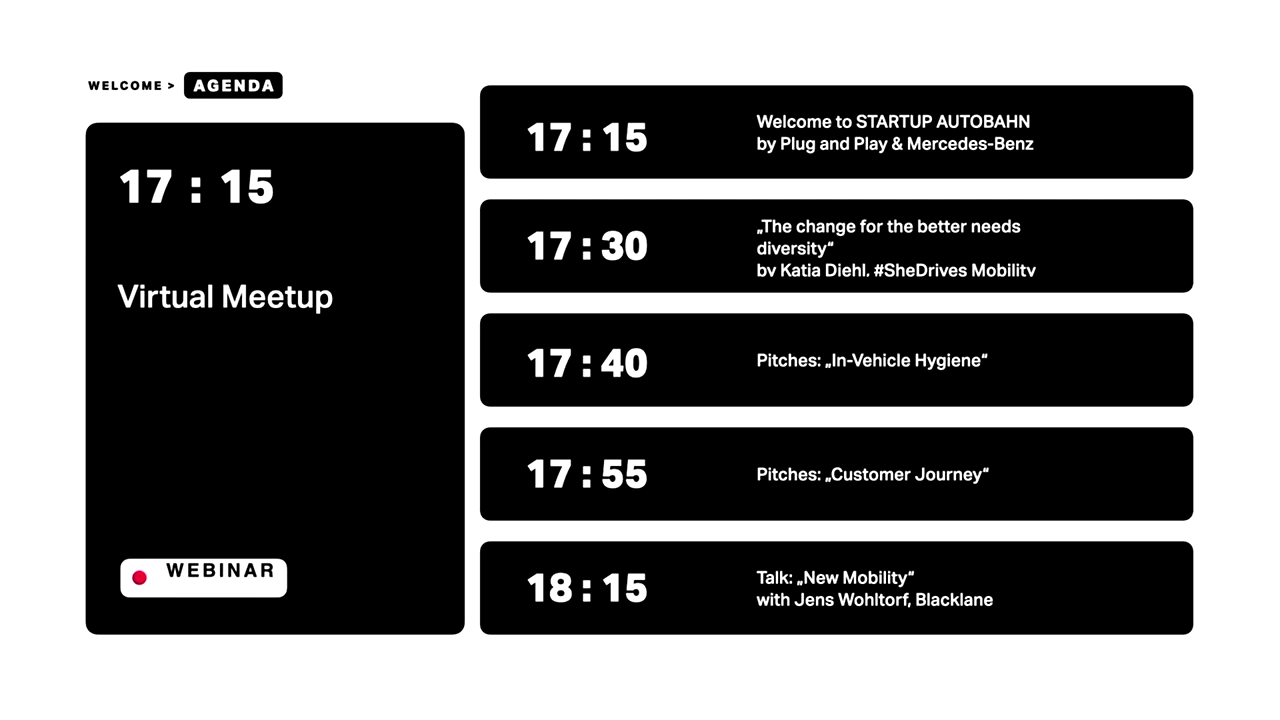 WELCOME > AGENDA
17 : 15
Virtual Meetup
WEBINAR
17 : 15
Welcome to STARTUP AUTOBAHN
by Plug and Play & Mercedes-Benz
17 : 30
„The change for the better needs
diversity“
by Katja Diehl, #SheDrives Mobility
17 : 40
Pitches: „In-Vehicle Hygiene“
17 : 55
Pitches: „Customer Journey“
18 : 15
Talk: „New Mobility“
with Jens Wohltorf, Blacklane